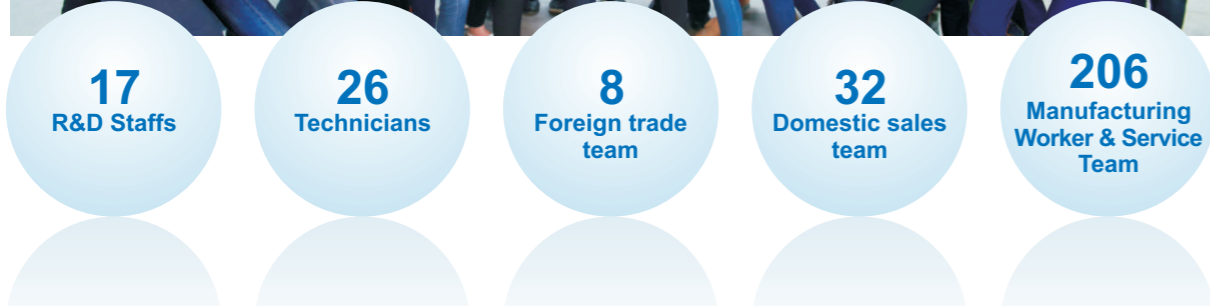 17
R&D Staffs
26
Technicians
8
Foreign trade
team
32
Domestic sales
team
206
Manufacturing
Worker & Service
Team